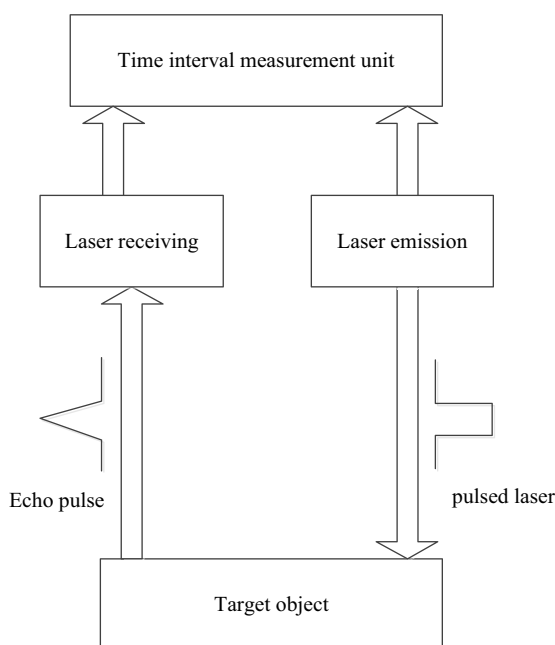 Time interval measurement unit
Laser receiving
Laser emission
Echo pulse
pulsed laser
Target object